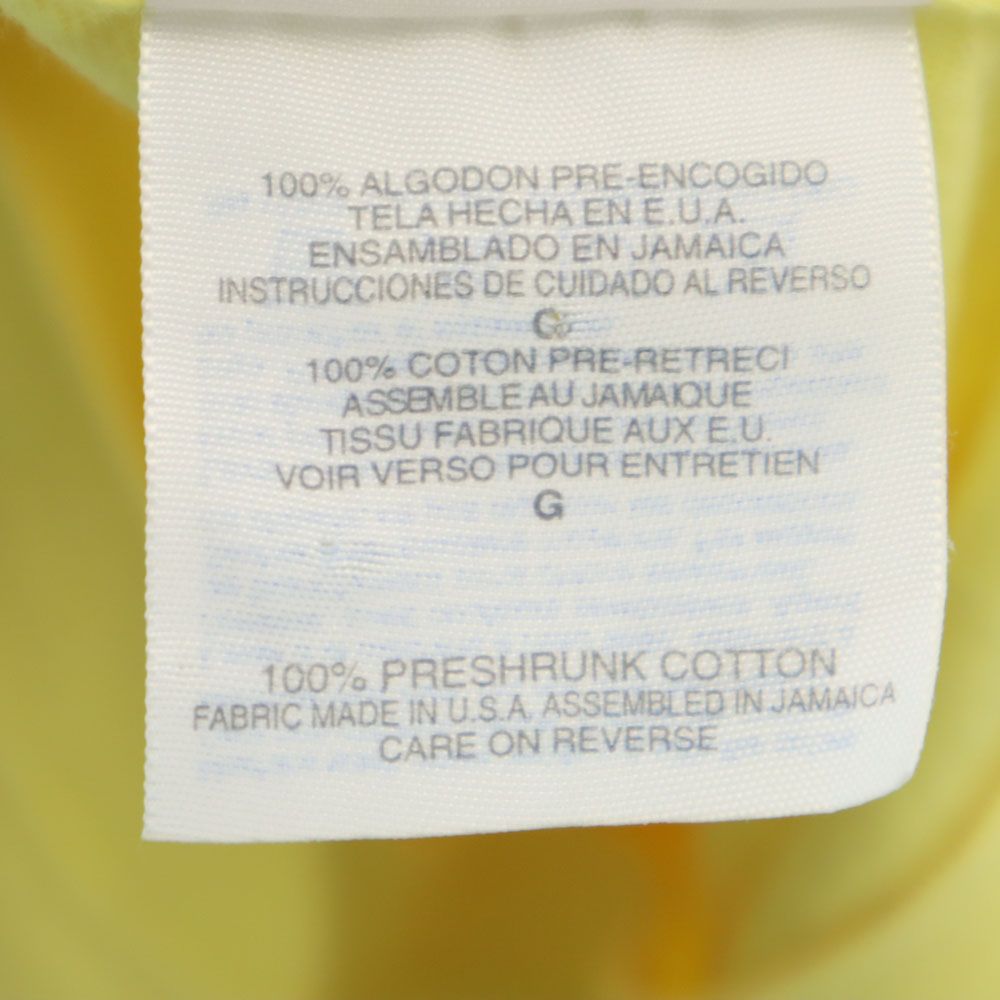 100% ALGODON PRE-ENCOGIDO
TELA HECHA EN E.U.A.
ENSAMBLADO EN JAMAICA
INSTRUCCIONES DE CUIDADO AL REVERSO
G
100% COTON PRE-RETRECI
ASSEMBLE AU JAMAIQUE
TISSU FABRIQUE AUX E.U.
VOIR VERSO POUR ENTRETIEN
G
100% PRESHRUNK COTTON
FABRIC MADE IN U.S.A. ASSEMBLED IN JAMAICA
CARE ON REVERSE